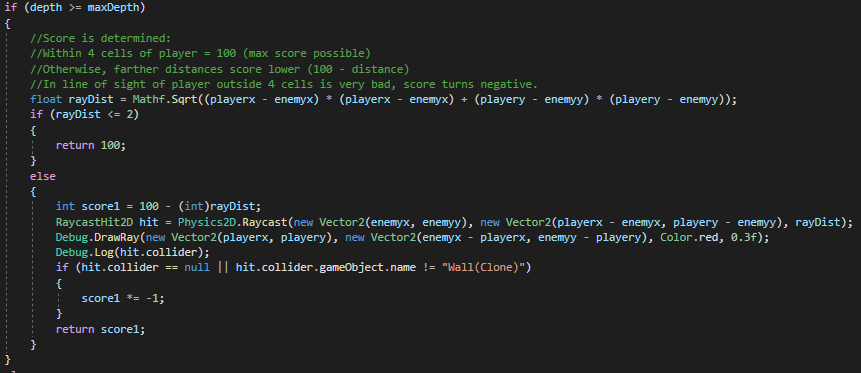 if (depth >= maxDepth)
{
//Score is determined:
//Within 4 cells of player = 100 (max score possible)
//Otherwise, farther distances score lower (100 - distance)
//In line of sight of player outside 4 cells is very bad, score turns negative.
float rayDist = Mathf.Sqrt((playerx - enemyx) * (playerx - enemyx) + (playery - enemyy) * (playery - enemyy));
if (rayDist <= 2)
{
return 100;
}
else
{
int score1 = 100 - (int)rayDist;
RaycastHit2D hit = Physics2D.Raycast(new Vector2(enemyx, enemyy), new Vector2(playerx - enemyx, playery - enemyy), rayDist);
Debug.DrawRay(new Vector2(playerx, playery), new Vector2(enemyx - playerx, enemyy - playery), Color.red, 0.3f);
Debug.Log(hit.collider);
if (hit.collider == null || hit.collider.gameObject.name != "Wall(Clone)")
{
score1 *= -1;
}
return score1;
}
}